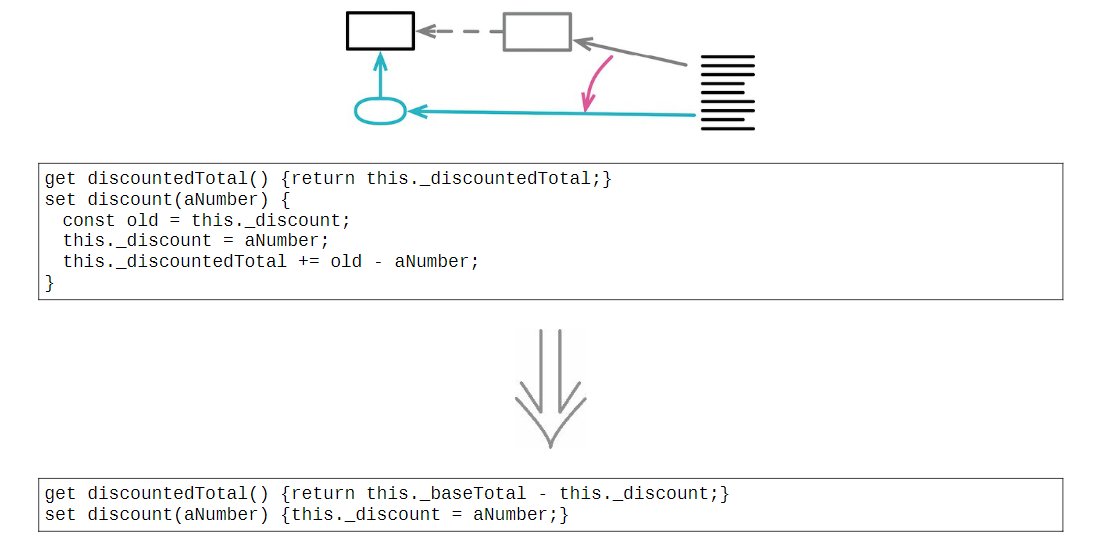 get discountedTotal() {return this._discountedTotal;}
set discount(aNumber) {
  const old = this._discount;
  this._discount = aNumber;
  this._discountedTotal += old - aNumber;
}
get discountedTotal() {return this._baseTotal - this._discount;}
set discount(aNumber) {this._discount = aNumber;}